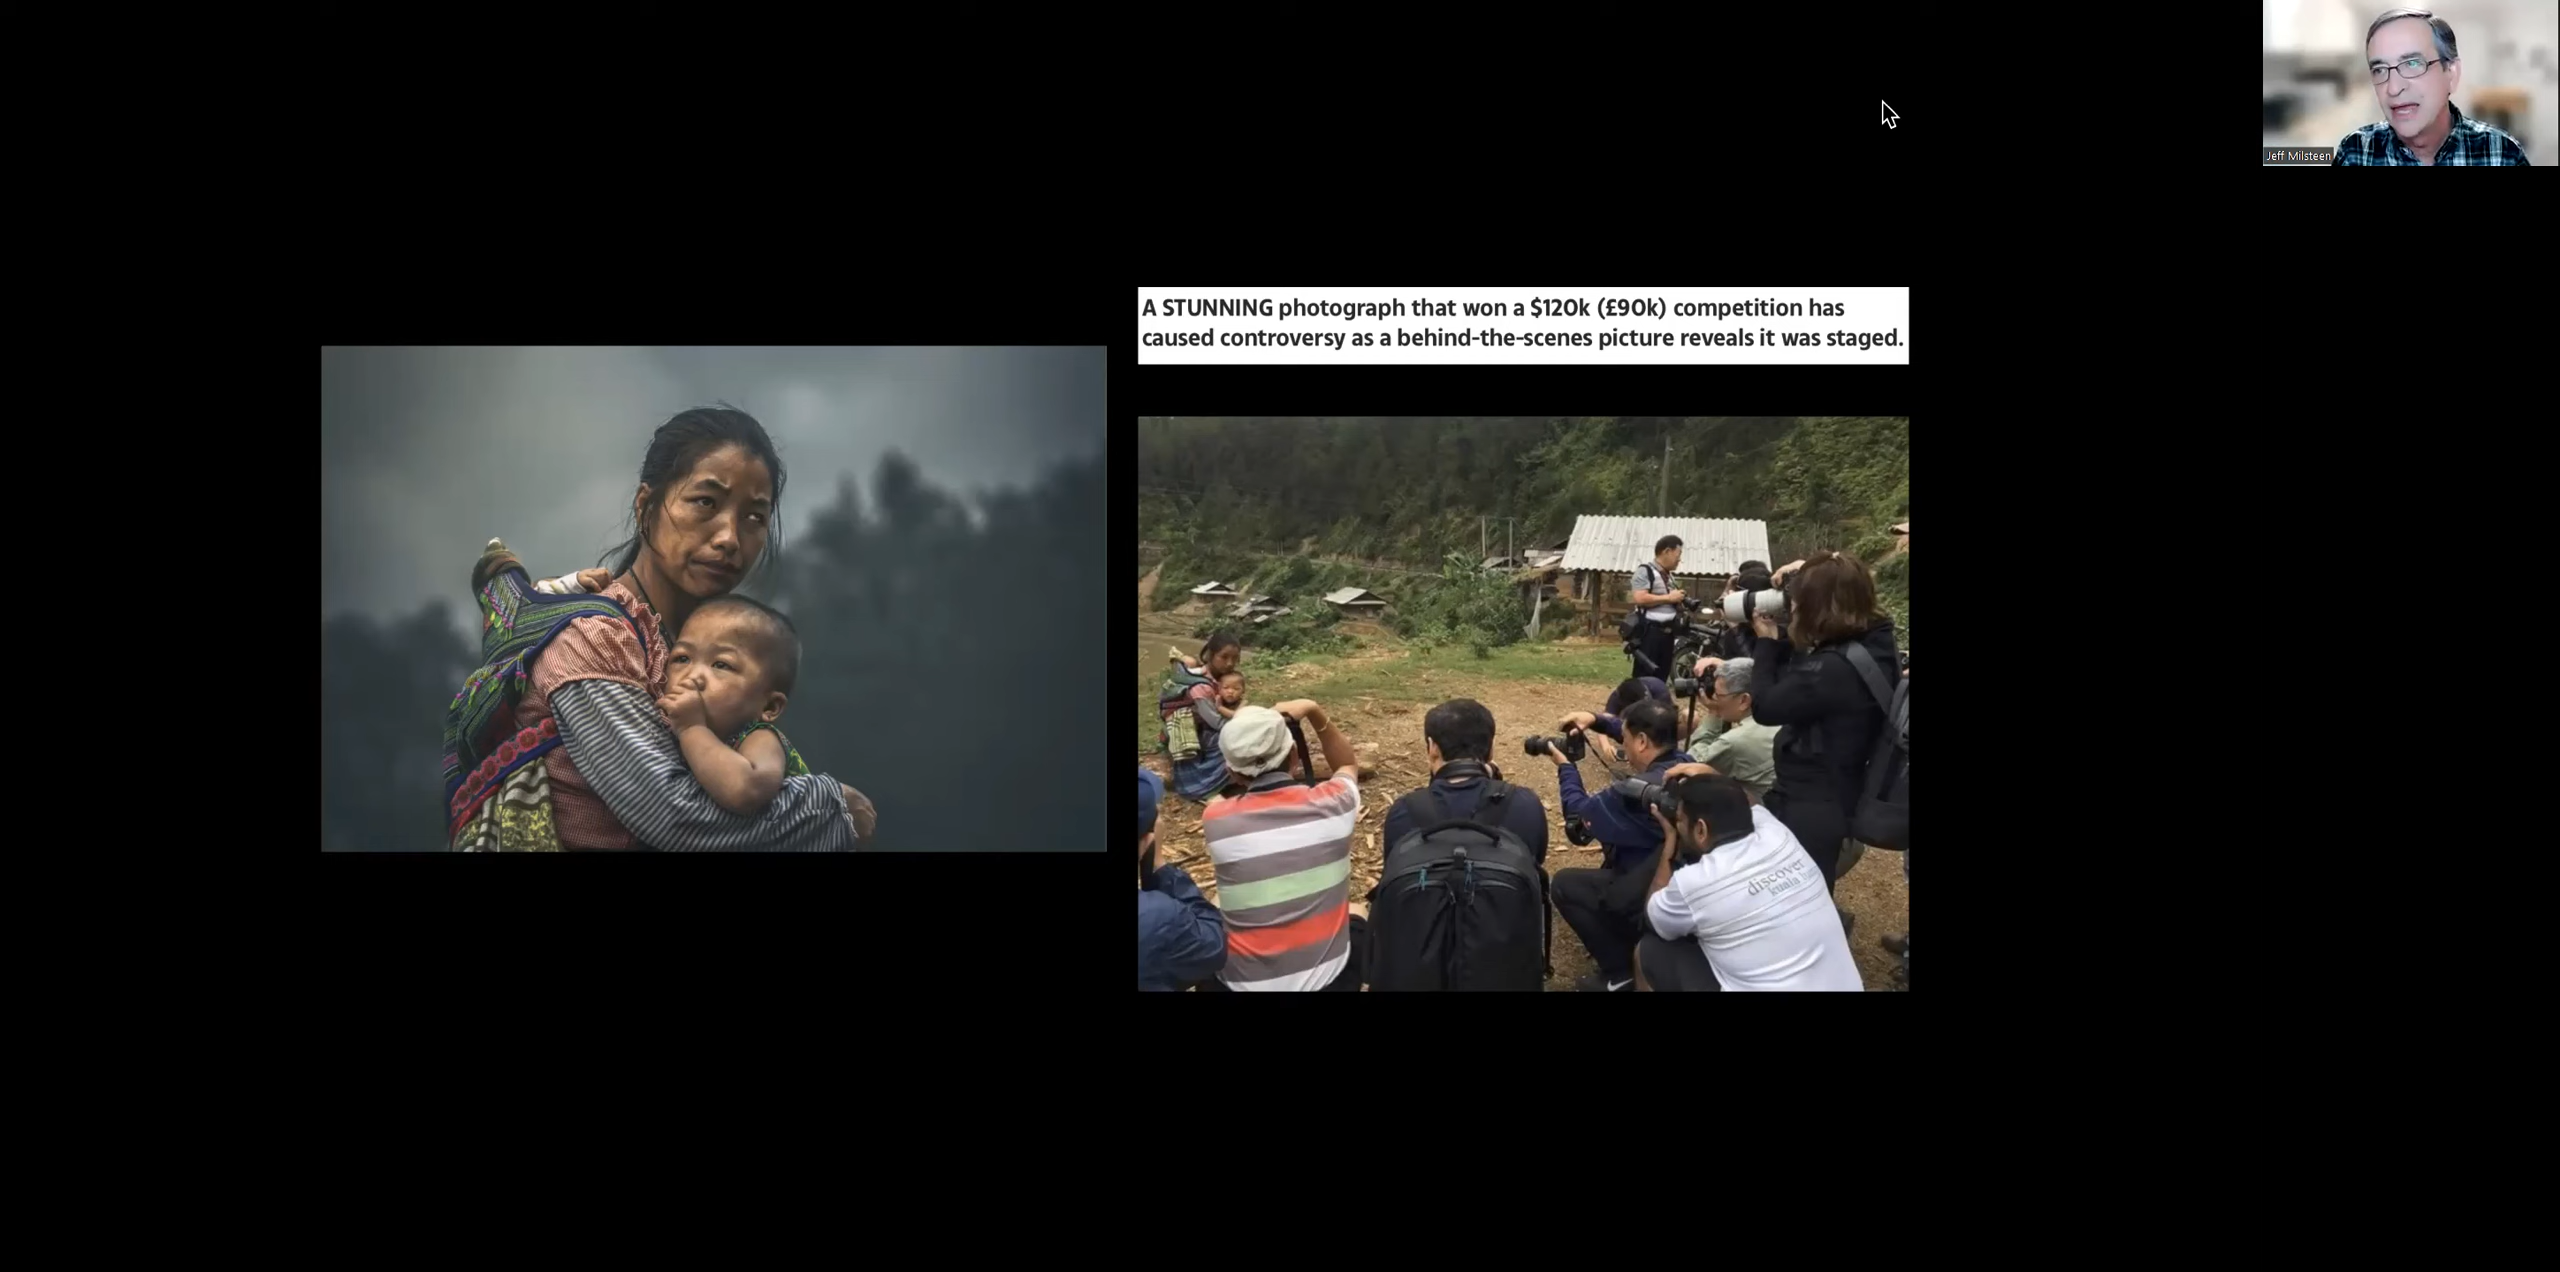 Jeff Milsteen
A STUNNING photograph that won a $120k (£90k) competition has
caused controversy as a behind-the-scenes picture reveals it was staged.
discover
kuala